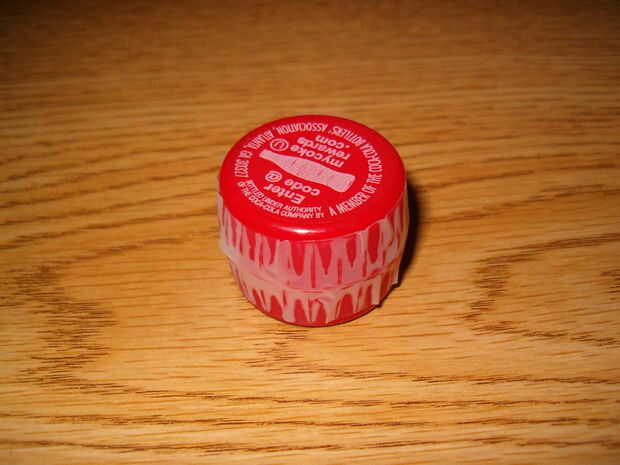 Enter
code @
mycoke
rewards
.com
BOTTLED UNDER AUTHORITY
OF THE COCA-COLA COMPANY BY
A MEMBER OF THE COCA-COLA BOTTLERS' ASSOCIATION, ATLANTA, GA 30327